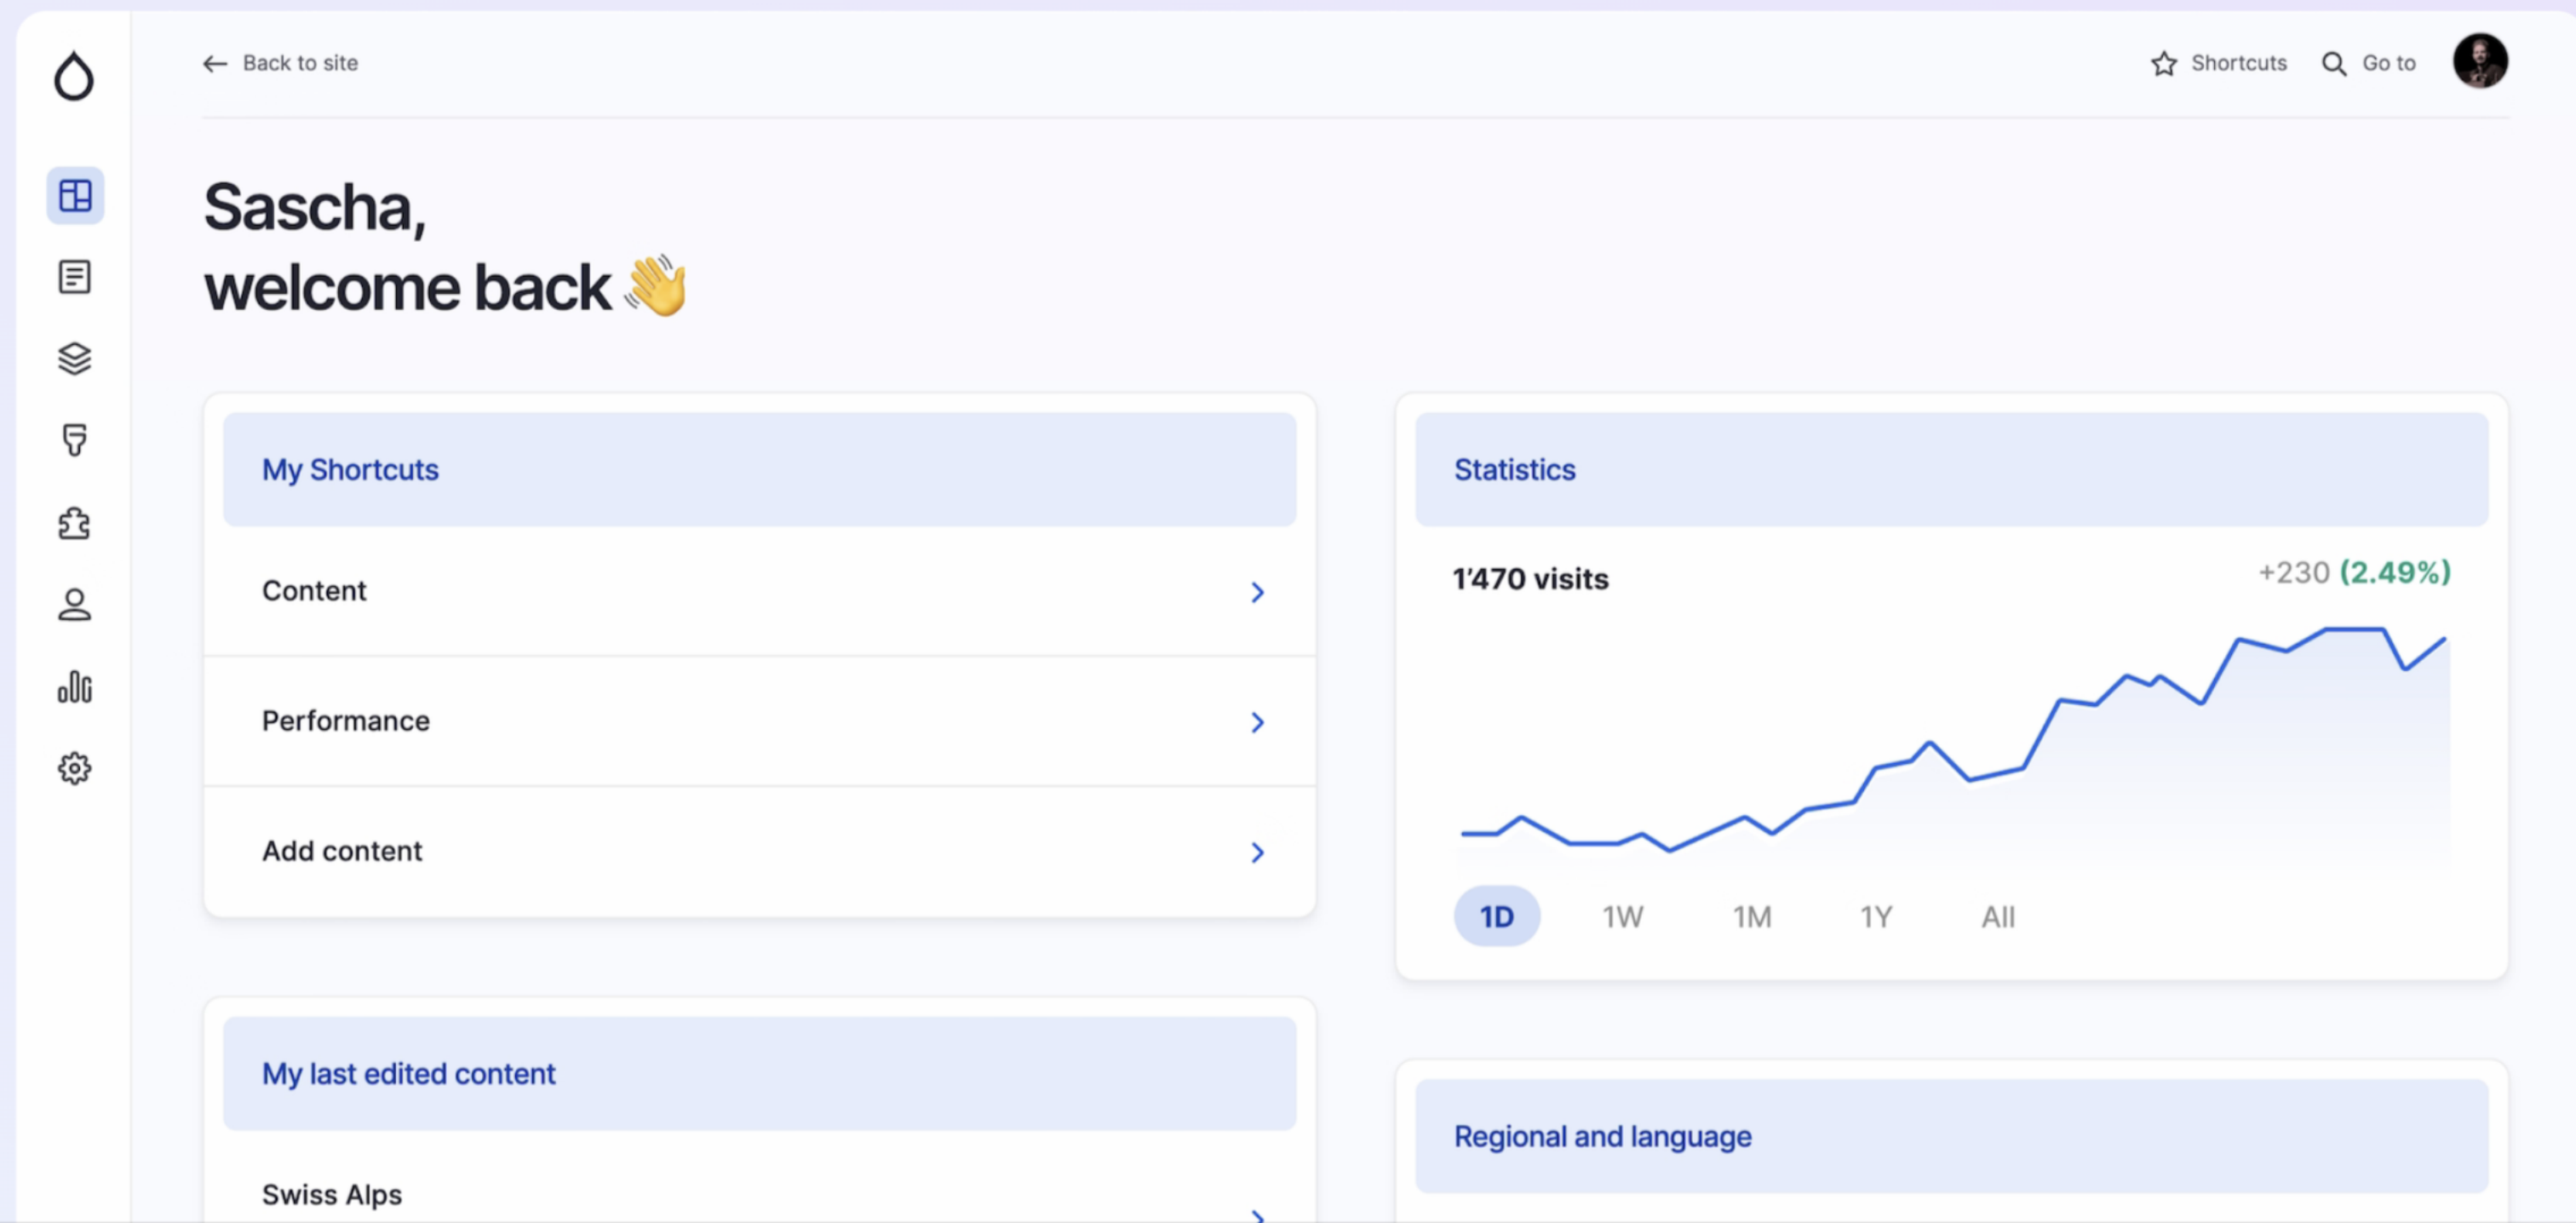 Back to site
Shortcuts
Go to
Sascha,
welcome back 👋
My Shortcuts
Content
Performance
Add content
Statistics
1’470 visits
+230 (2.49%)
1D
1W
1M
1Y
All
My last edited content
Swiss Alps
Regional and language